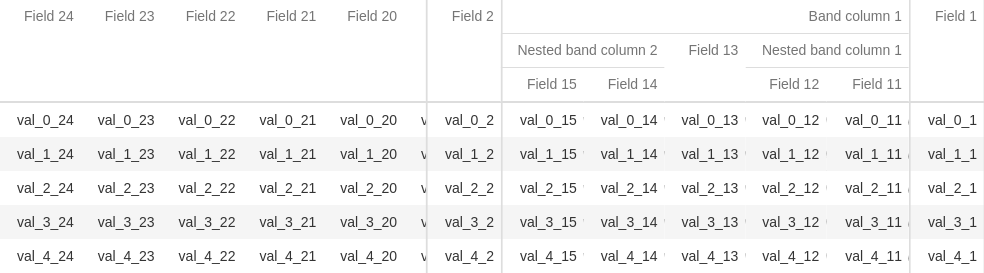 Field 24 Field 23 Field 22 Field 21 Field 20 Field 2 Band column 1 Field 1
Nested band column 2 Field 13 Nested band column 1
Field 15 Field 14 Field 12 Field 11
val_0_24 val_0_23 val_0_22 val_0_21 val_0_20 val_0_2 val_0_15 val_0_14 val_0_13 val_0_12 val_0_11 val_0_1
val_1_24 val_1_23 val_1_22 val_1_21 val_1_20 val_1_2 val_1_15 val_1_14 val_1_13 val_1_12 val_1_11 val_1_1
val_2_24 val_2_23 val_2_22 val_2_21 val_2_20 val_2_2 val_2_15 val_2_14 val_2_13 val_2_12 val_2_11 val_2_1
val_3_24 val_3_23 val_3_22 val_3_21 val_3_20 val_3_2 val_3_15 val_3_14 val_3_13 val_3_12 val_3_11 val_3_1
val_4_24 val_4_23 val_4_22 val_4_21 val_4_20 val_4_2 val_4_15 val_4_14 val_4_13 val_4_12 val_4_11 val_4_1